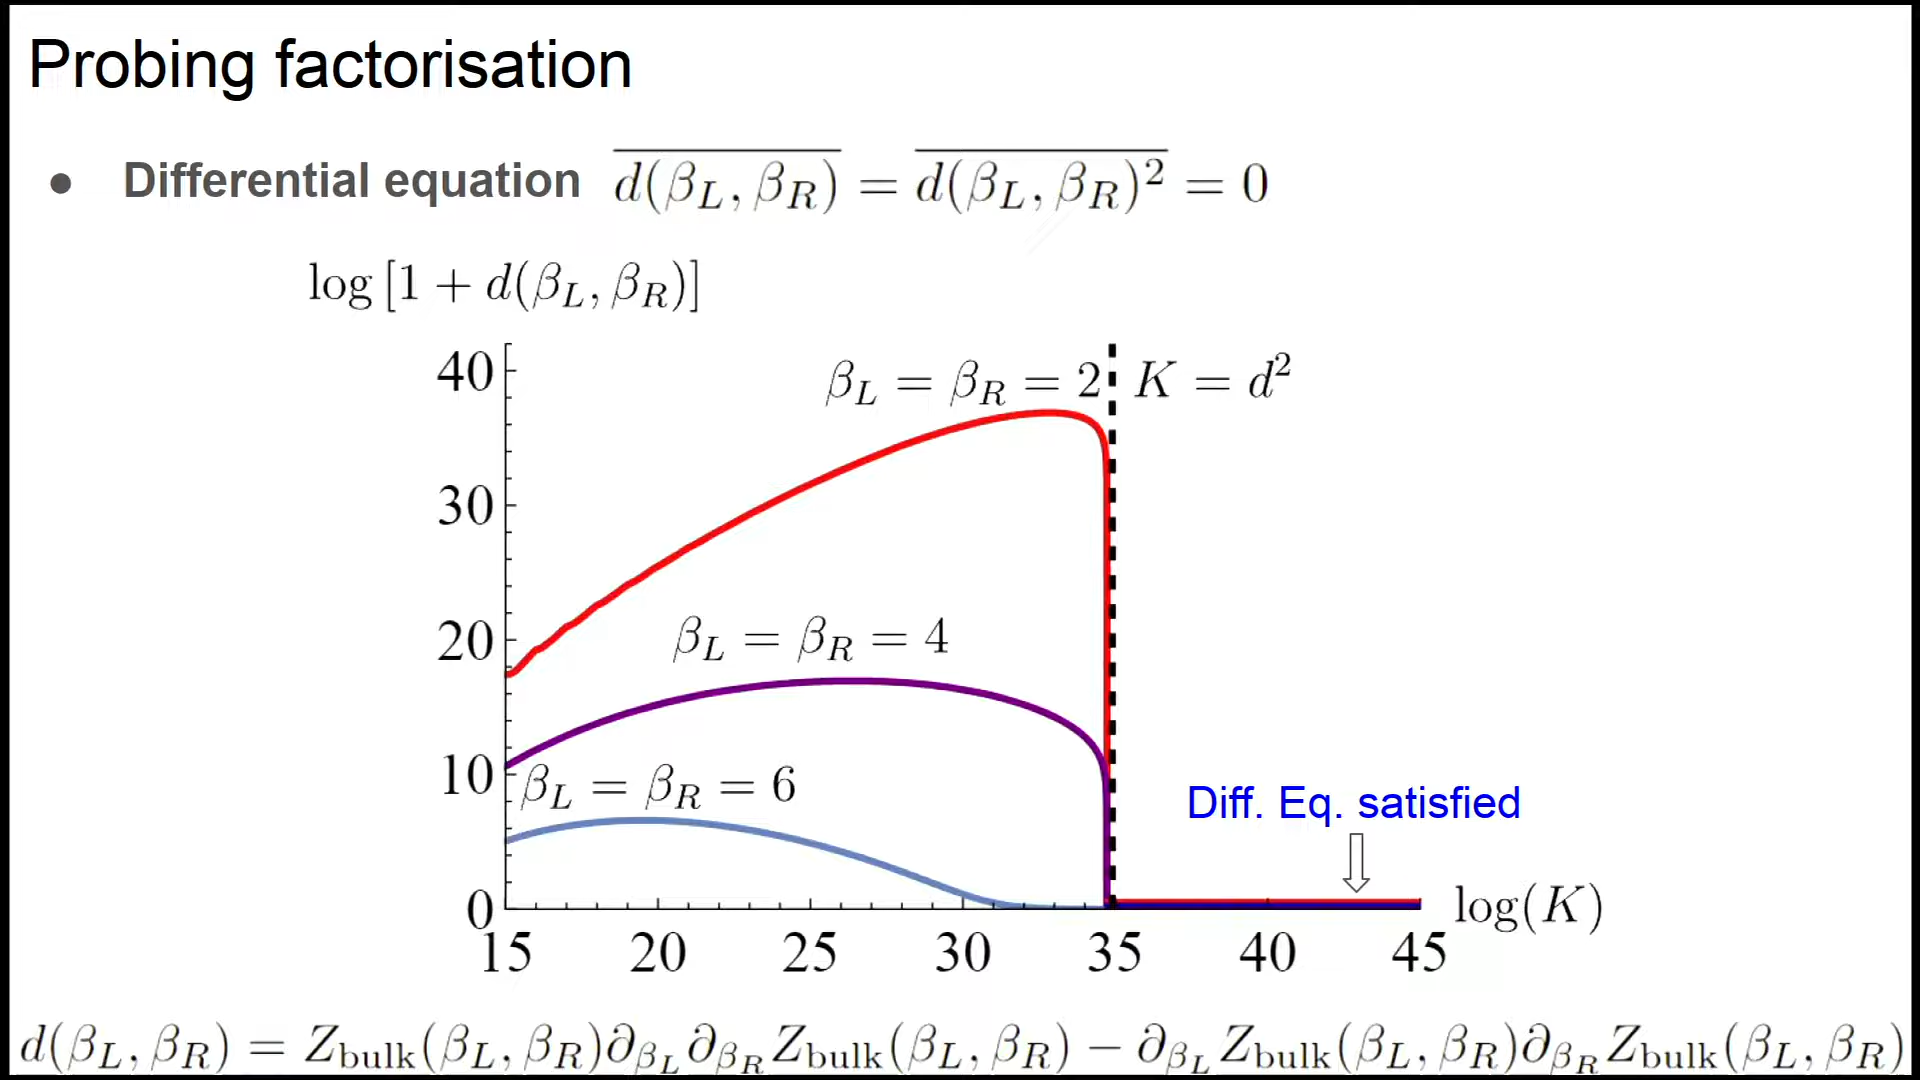 Probing factorisation
● Differential equation $\overline{d(\beta_L, \beta_R)} = \overline{d(\beta_L, \beta_R)^2} = 0$
$\log\left[1 + d(\beta_L, \beta_R)\right]$
40
$\beta_L = \beta_R = 2$
$K = d^2$
30
20
$\beta_L = \beta_R = 4$
10
$\beta_L = \beta_R = 6$
Diff. Eq. satisfied
0
$\log(K)$
15 20 25 30 35 40 45
$d(\beta_L, \beta_R) = Z_{\text{bulk}}(\beta_L, \beta_R)\partial_{\beta_L}\partial_{\beta_R}Z_{\text{bulk}}(\beta_L, \beta_R) - \partial_{\beta_L}Z_{\text{bulk}}(\beta_L, \beta_R)\partial_{\beta_R}Z_{\text{bulk}}(\beta_L, \beta_R)$